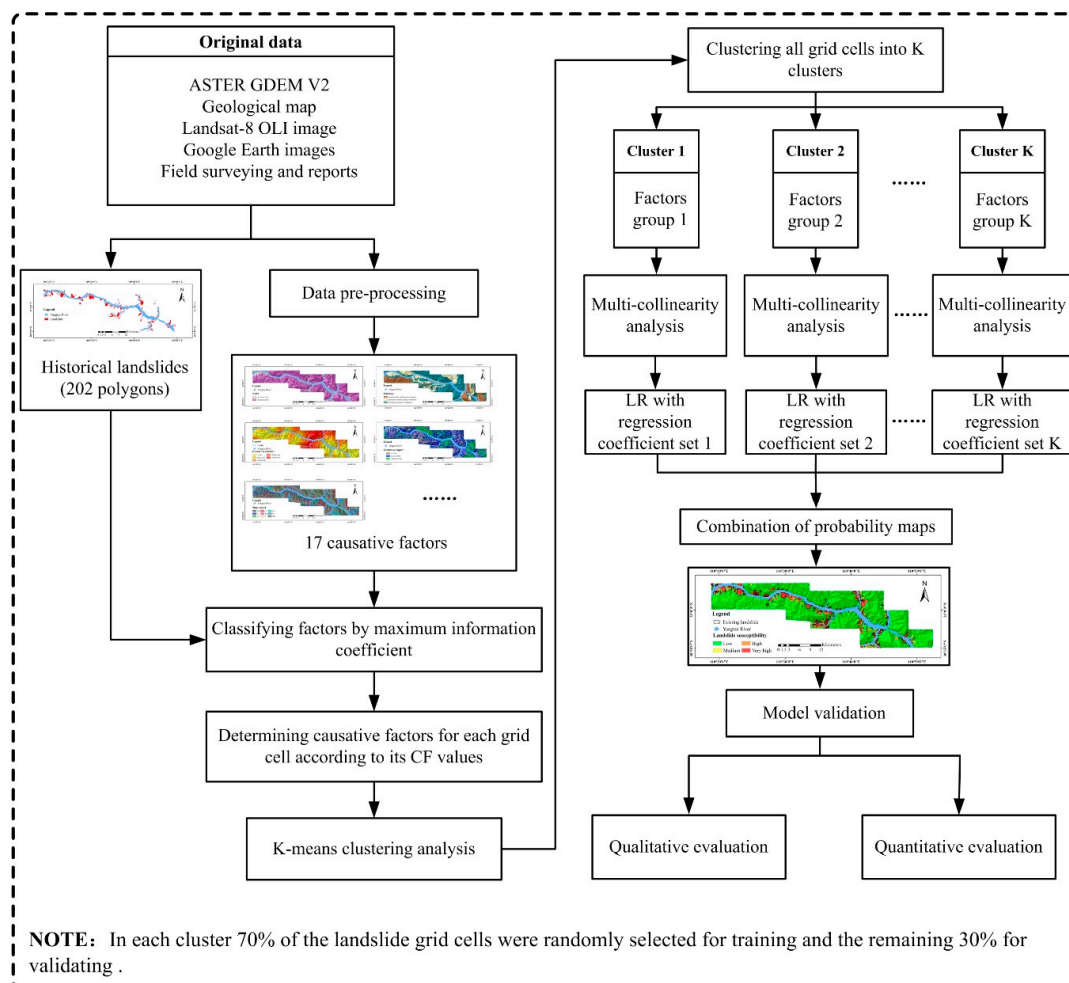 Original data
ASTER GDEM V2
Geological map
Landsat-8 OLI image
Google Earth images
Field surveying and reports
Historical landslides
(202 polygons)
Data pre-processing
......
17 causative factors
Classifying factors by maximum information
coefficient
Determining causative factors for each grid
cell according to its CF values
K-means clustering analysis
Clustering all grid cells into K
clusters
Cluster 1
Factors
group 1
Cluster 2
Factors
group 2
......
Cluster K
Factors
group K
Multi-collinearity
analysis
Multi-collinearity
analysis
......
Multi-collinearity
analysis
LR with
regression
coefficient set 1
LR with
regression
coefficient set 2
......
LR with
regression
coefficient set K
Combination of probability maps
N
Legend
Existing landslide
Yangtze River
Landslide susceptibility
Low
High
Medium
Very high
Kilometers
Model validation
Qualitative evaluation
Quantitative evaluation
NOTE： In each cluster 70% of the landslide grid cells were randomly selected for training and the remaining 30% for
validating .